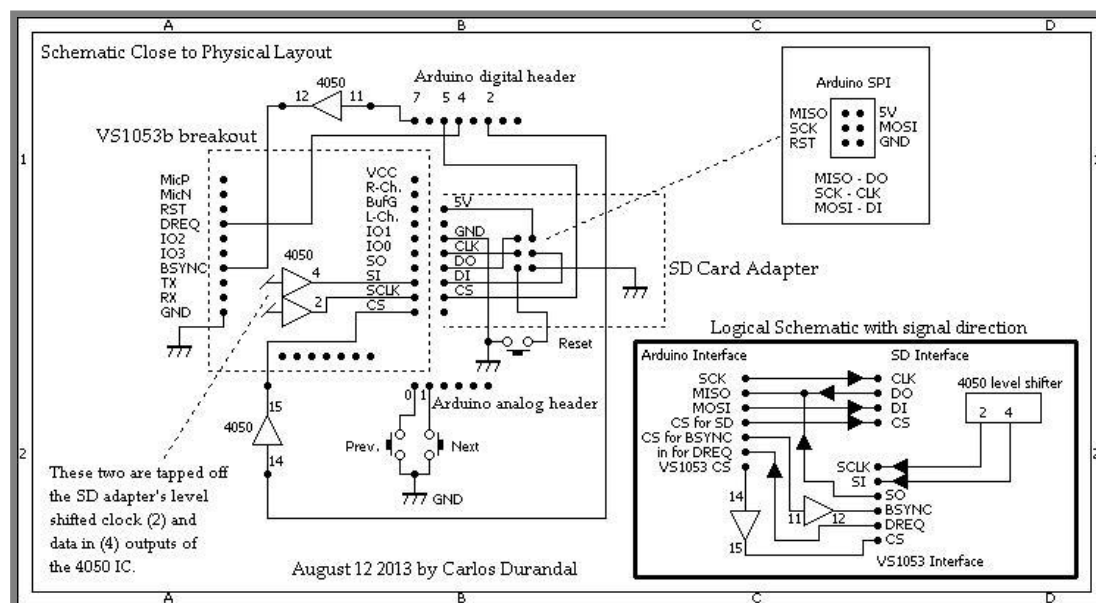 A B C D
Schematic Close to Physical Layout
4050
12 11
Arduino digital header
7 5 4 2
VS1053b breakout
1
1
MicP
MicN
RST
DREQ
IO2
IO3
BSYNC
TX
RX
GND
4050
4
2
VCC
R-Ch.
BufG
L-Ch.
IO1
IO0
SO
SI
SCLK
CS
5V
GND
CLK
DO
DI
CS
SD Card Adapter
Reset
Arduino SPI
MISO 5V
SCK MOSI
RST GND
MISO - DO
SCK - CLK
MOSI - DI
15
4050
14
0 1
Arduino analog header
Prev. Next
GND
2
2
These two are tapped off
the SD adapter's level
shifted clock (2) and
data in (4) outputs of
the 4050 IC.
August 12 2013 by Carlos Durandal
Logical Schematic with signal direction
Arduino Interface
SCK
MISO
MOSI
CS for SD
CS for BSYNC
in for DREQ
VS1053 CS
14
15
11 12
SD Interface
CLK
DO
DI
CS
4050 level shifter
2 4
SCLK
SI
SO
BSYNC
DREQ
CS
VS1053 Interface
A B C D